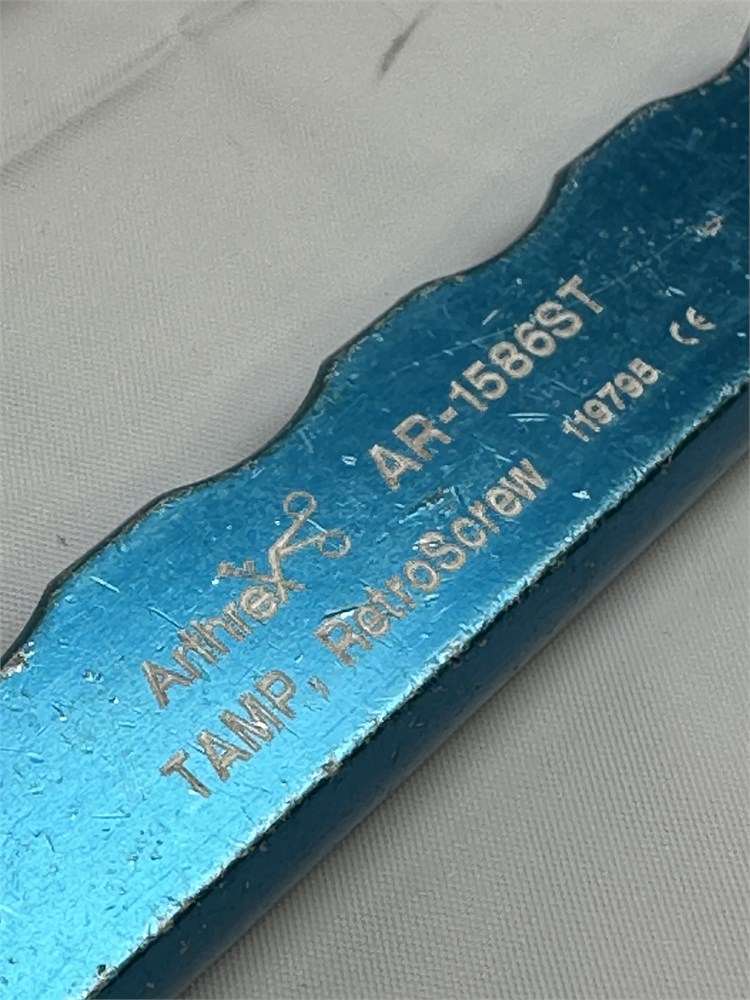 Arthrex AR-1586ST
TAMP, RetroScrew 119795 CE